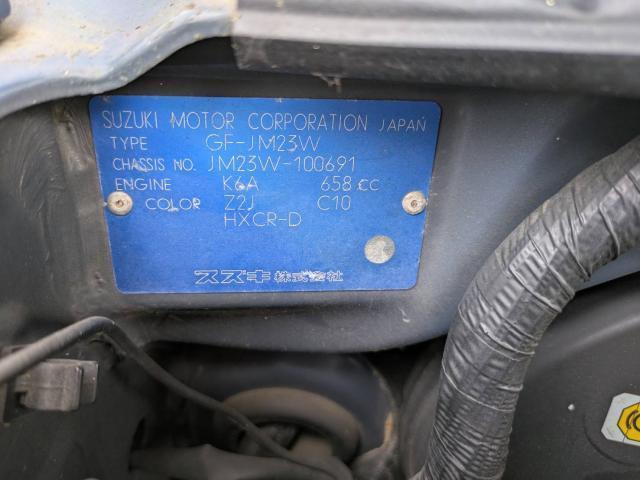 SUZUKI MOTOR CORPORATION JAPAN
TYPE GF-JM23W
CHASSIS NO. JM23W-100691
ENGINE K6A 658 CC
COLOR Z2J C10
HXCR-D
スズキ株式会社